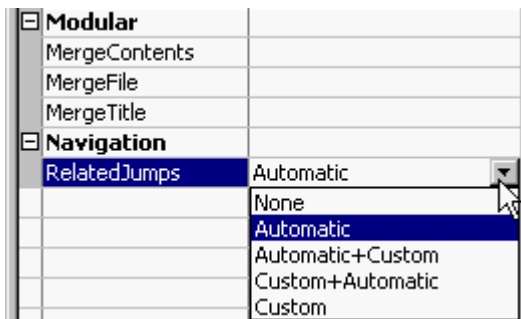 Modular
MergeContents
MergeFile
MergeTitle
Navigation
RelatedJumps Automatic
None
Automatic
Automatic+Custom
Custom+Automatic
Custom